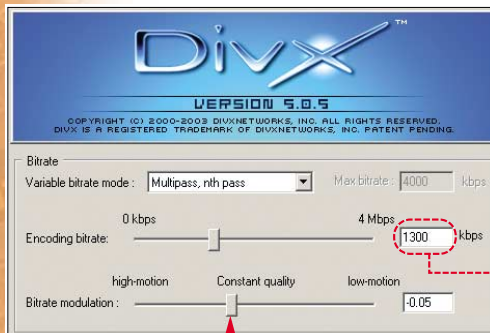 DivX™
VERSION 5.0.5
COPYRIGHT (C) 2000-2003 DIVXNETWORKS, INC. ALL RIGHTS RESERVED.
DIVX IS A REGISTERED TRADEMARK OF DIVXNETWORKS, INC. PATENT PENDING.
Bitrate
Variable bitrate mode : Multipass, nth pass Max bitrate : 4000 kbps
0 kbps 4 Mbps
Encoding bitrate: 1300 kbps
high-motion Constant quality low-motion
Bitrate modulation : -0.05